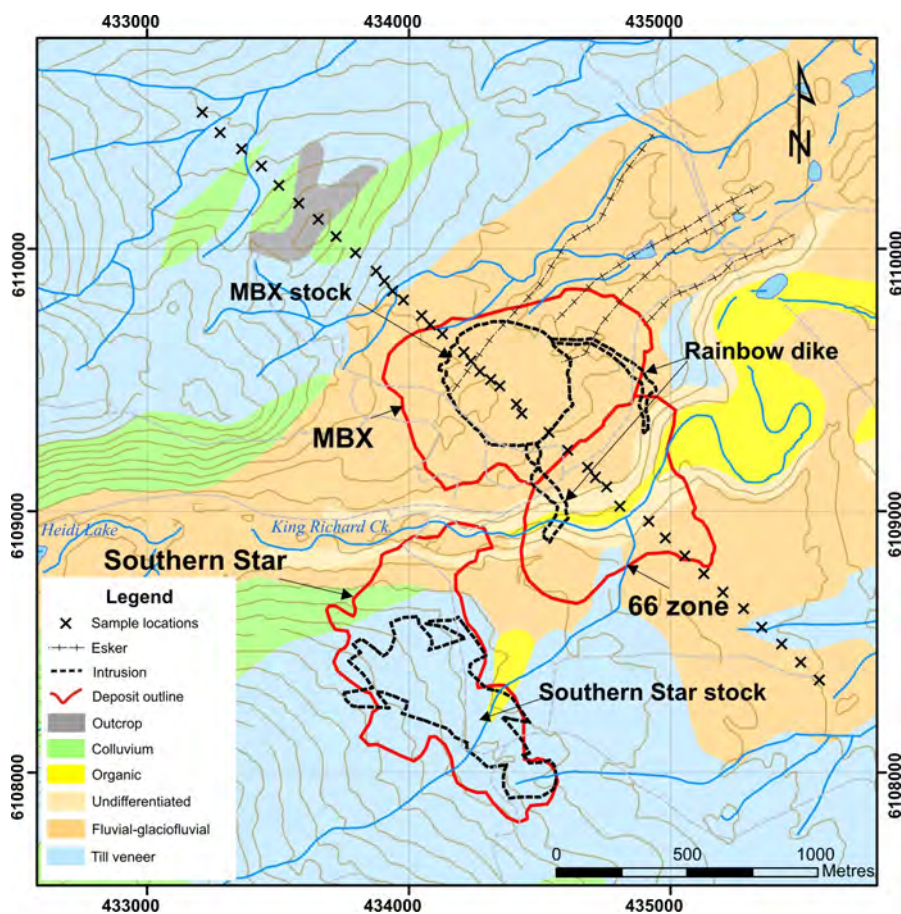 433000 434000 435000
N
6110000 6110000
MBX stock
Rainbow dike
MBX
6109000 6109000
Heidi Lake King Richard Ck.
Southern Star
66 zone
Southern Star stock
Legend
Sample locations
Esker
Intrusion
Deposit outline
Outcrop
Colluvium
Organic
Undifferentiated
Fluvial-glaciofluvial
Till veneer
6108000 6108000
0 500 1000
Metres
433000 434000 435000